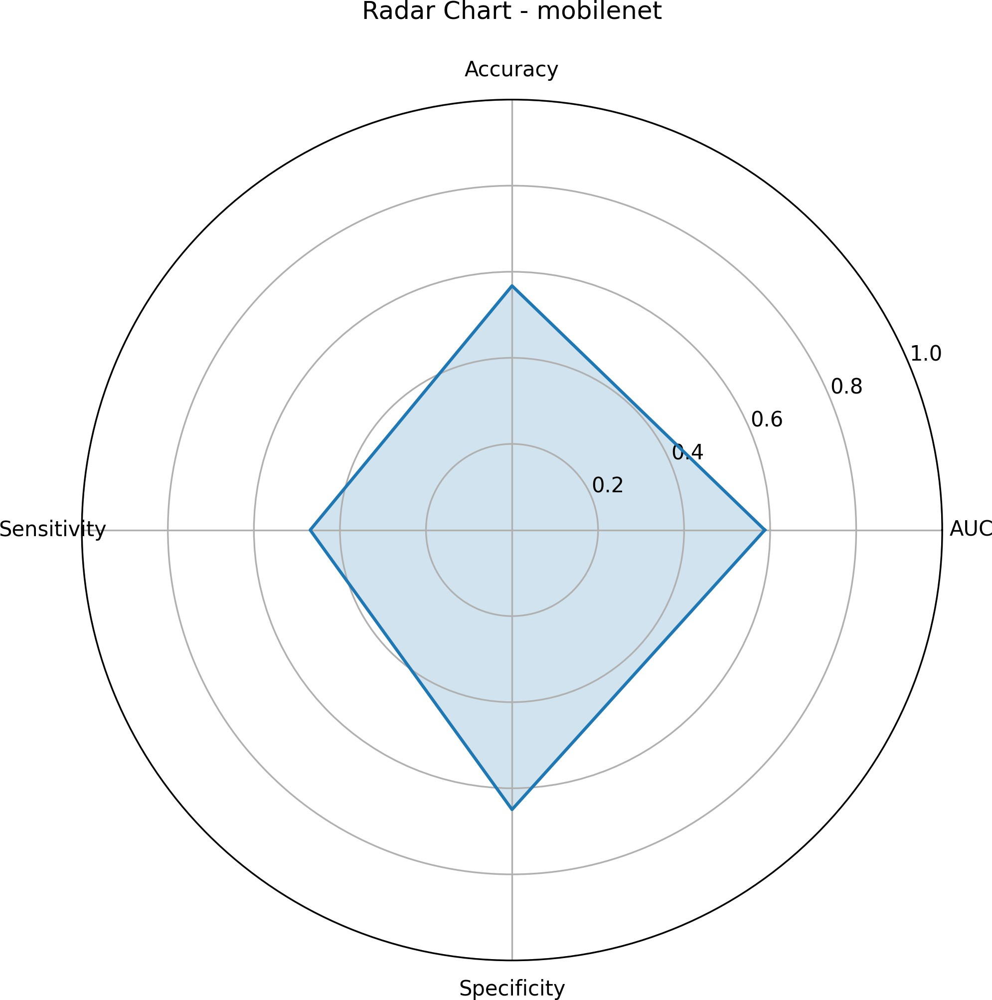 Radar Chart - mobilenet
Accuracy
1.0
0.8
0.6
0.4
0.2
Sensitivity
AUC
Specificity